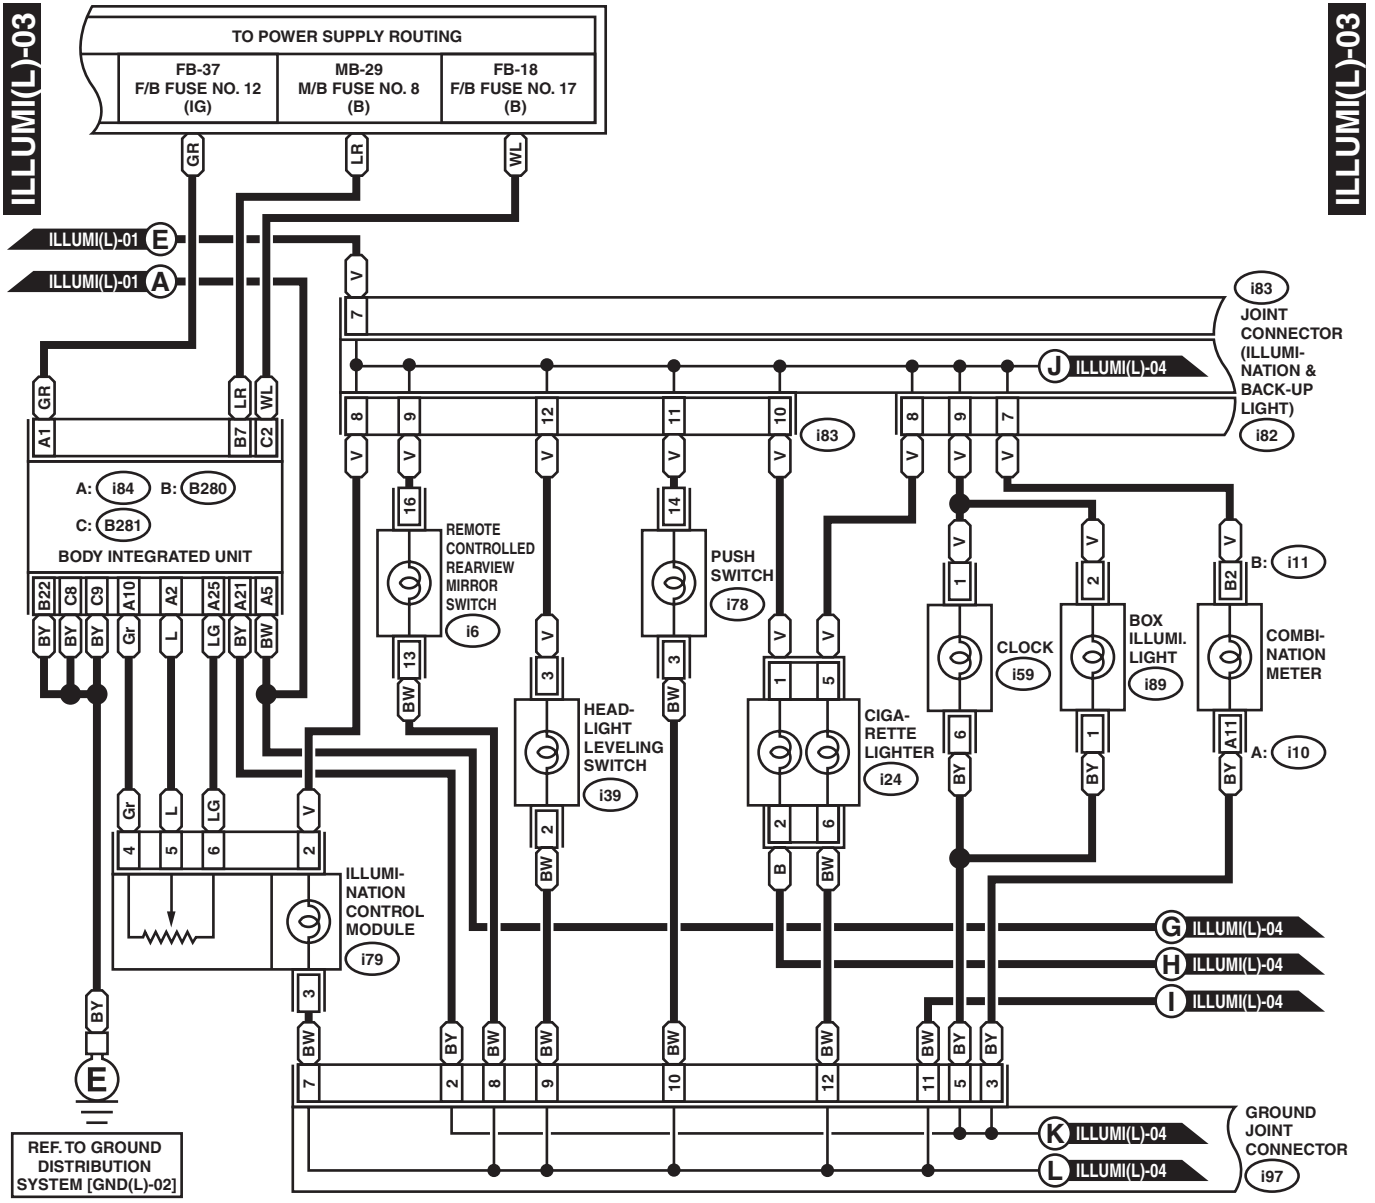 ILLUMI(L)-03
ILLUMI(L)-03
TO POWER SUPPLY ROUTING
FB-37
F/B FUSE NO. 12
(IG)
MB-29
M/B FUSE NO. 8
(B)
FB-18
F/B FUSE NO. 17
(B)
GR
LR
WL
ILLUMI(L)-01 E
ILLUMI(L)-01 A
V
7
i83
JOINT
CONNECTOR
(ILLUMI-
NATION &
BACK-UP
LIGHT)
i82
J ILLUMI(L)-04
GR
LR
WL
A1
B7
C2
8
9
12
11
10
i83
8
9
7
V
V
V
V
V
V
V
V
A: i84 B: B280
C: B281
BODY INTEGRATED UNIT
B22
C8
C9
A10
A2
A25
A21
A5
BY
BY
BY
Gr
L
LG
BY
BW
16
REMOTE
CONTROLLED
REARVIEW
MIRROR
SWITCH
i6
13
BW
14
PUSH
SWITCH
i78
3
BW
V
3
HEAD-
LIGHT
LEVELING
SWITCH
i39
2
BW
V
V
1
5
CIGA-
RETTE
LIGHTER
i24
2
6
B
BW
V
1
CLOCK
i59
6
BY
V
2
BOX
ILLUMI.
LIGHT
i89
1
BY
V
B2
B: i11
COMBI-
NATION
METER
A11
A: i10
BY
Gr
L
LG
V
4
5
6
2
ILLUMI-
NATION
CONTROL
MODULE
i79
3
G ILLUMI(L)-04
H ILLUMI(L)-04
I ILLUMI(L)-04
BY
E
REF. TO GROUND
DISTRIBUTION
SYSTEM [GND(L)-02]
BW
BY
BW
BW
BW
BW
BW
BY
BY
7
2
8
9
10
12
11
5
3
K ILLUMI(L)-04
L ILLUMI(L)-04
GROUND
JOINT
CONNECTOR
i97